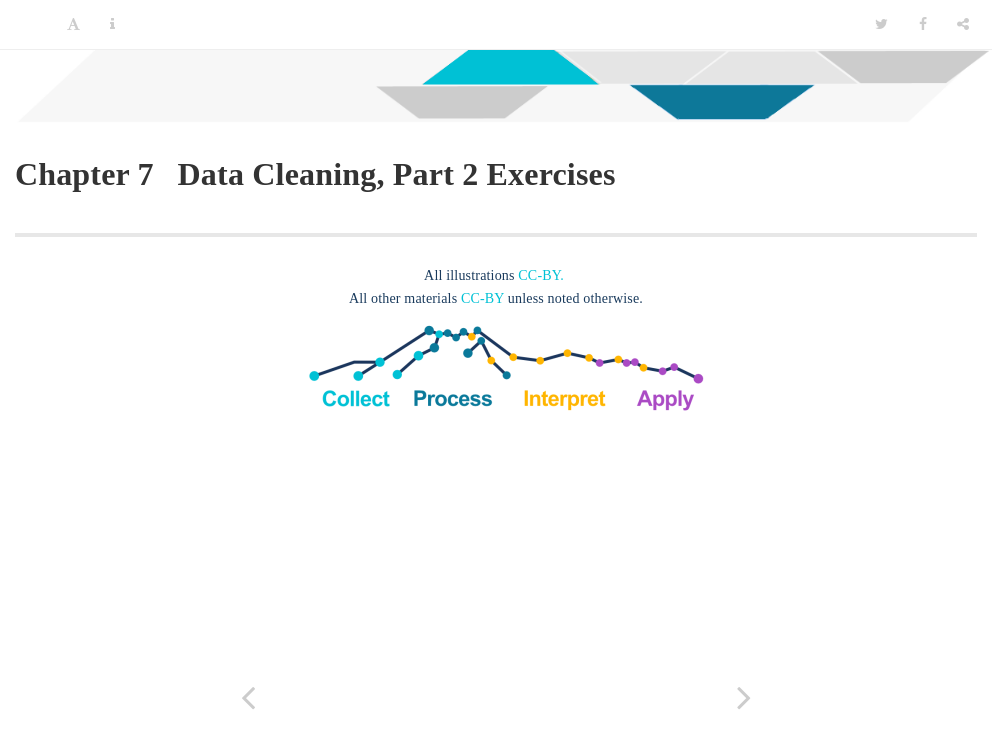 Chapter 7 Data Cleaning, Part 2 Exercises
All illustrations CC-BY.
All other materials CC-BY unless noted otherwise.
Collect Process Interpret Apply